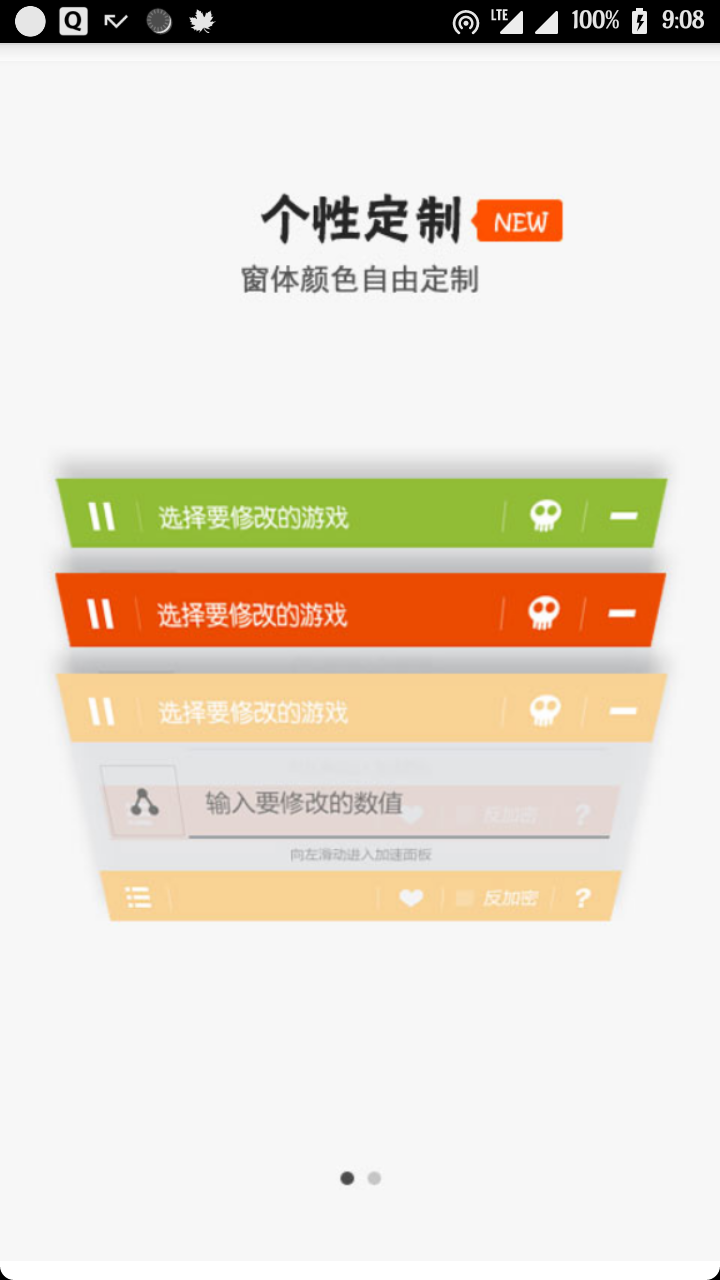 Q LTE 100% 9:08
个性定制 NEW
窗体颜色自由定制
选择要修改的游戏
选择要修改的游戏
选择要修改的游戏
输入要修改的数值
反加密 ?
向左滑动进入加速面板
反加密 ?